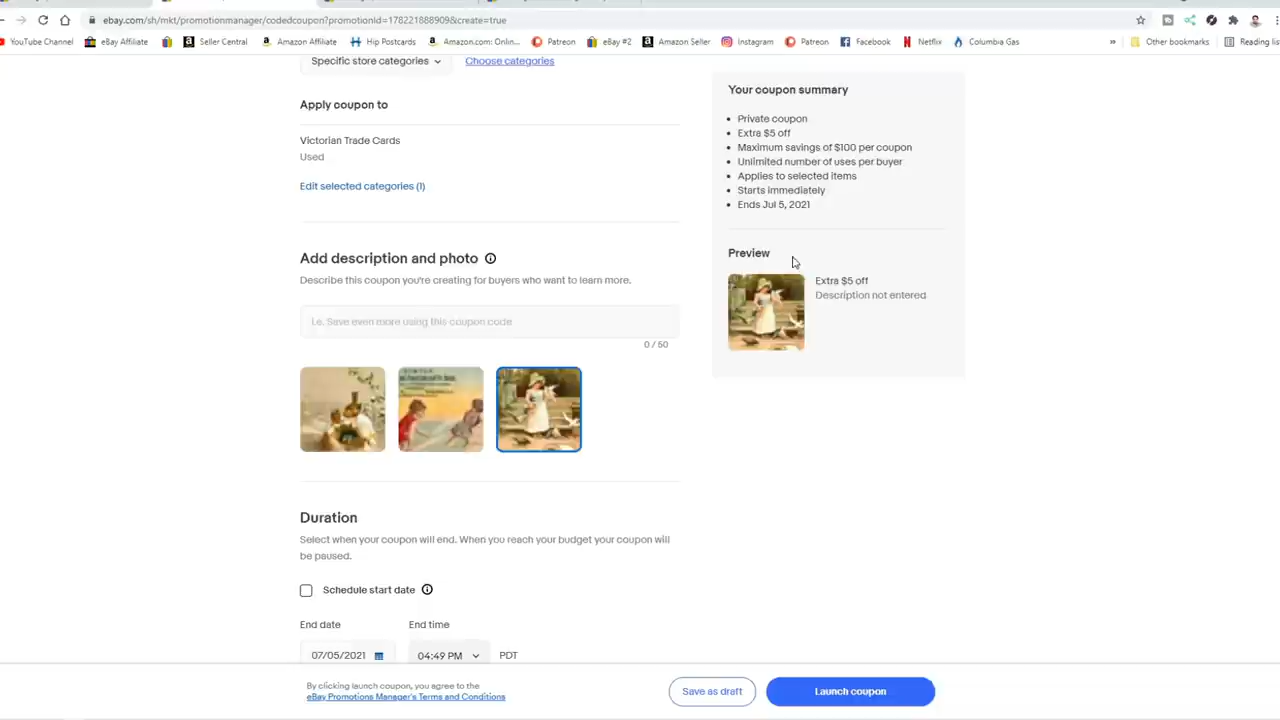 ebay.com/sh/mkt/promotionmanager/codedcoupon?promotionId=178221888909&create=true
YouTube Channel eBay Affiliate Seller Central Amazon Affiliate Hip Postcards Amazon.com: Onlin... Patreon eBay #2 Amazon Seller Instagram Patreon Facebook Netflix Columbia Gas » Other bookmarks Reading list
Specific store categories Choose categories
Apply coupon to
Victorian Trade Cards
Used
Edit selected categories (1)
Add description and photo
Describe this coupon you're creating for buyers who want to learn more.
i.e. Save even more using this coupon code
0 / 50
Duration
Select when your coupon will end. When you reach your budget your coupon will
be paused.
Schedule start date
End date End time
07/05/2021 04:49 PM PDT
Your coupon summary
Private coupon
Extra $5 off
Maximum savings of $100 per coupon
Unlimited number of uses per buyer
Applies to selected items
Starts immediately
Ends Jul 5, 2021
Preview
Extra $5 off
Description not entered
By clicking launch coupon, you agree to the
eBay Promotions Manager's Terms and Conditions
Save as draft
Launch coupon